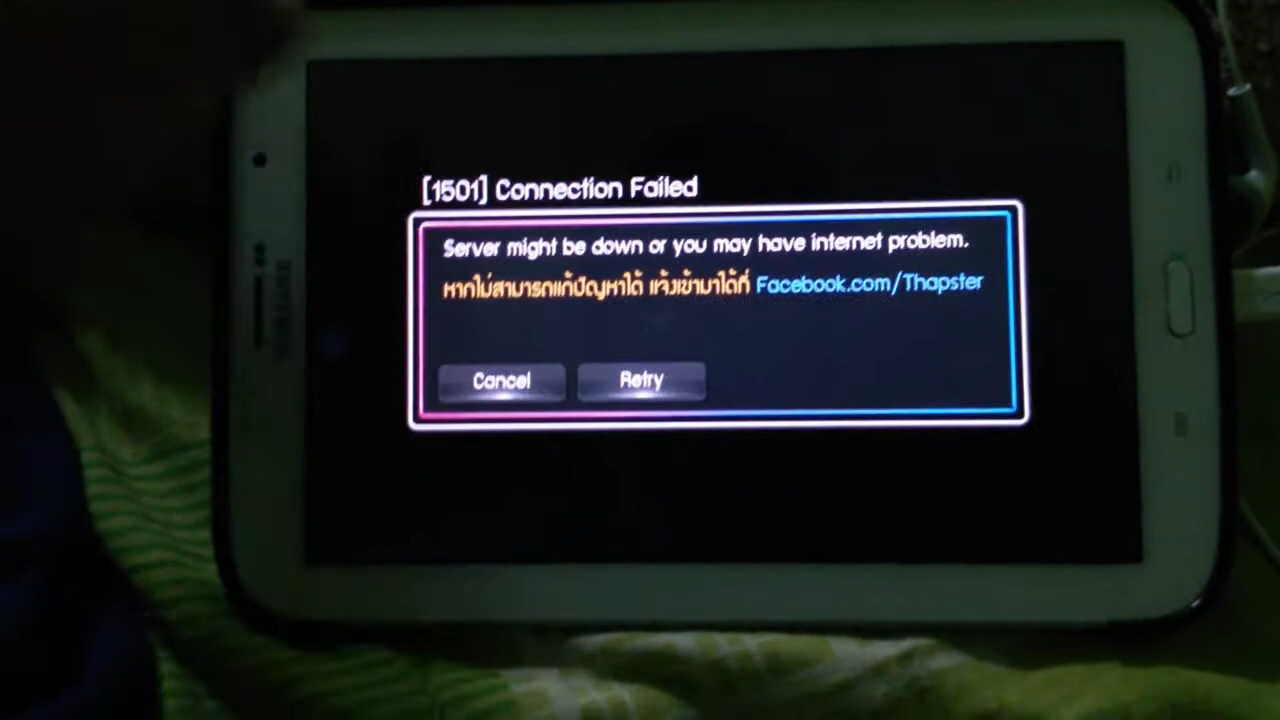 [1501] Connection Failed
Server might be down or you may have internet problem.
หากไม่สามารถแก้ปัญหาได้ แจ้งเข้ามาได้ที่ Facebook.com/Thapster
Cancel
Retry
SAMSUNG